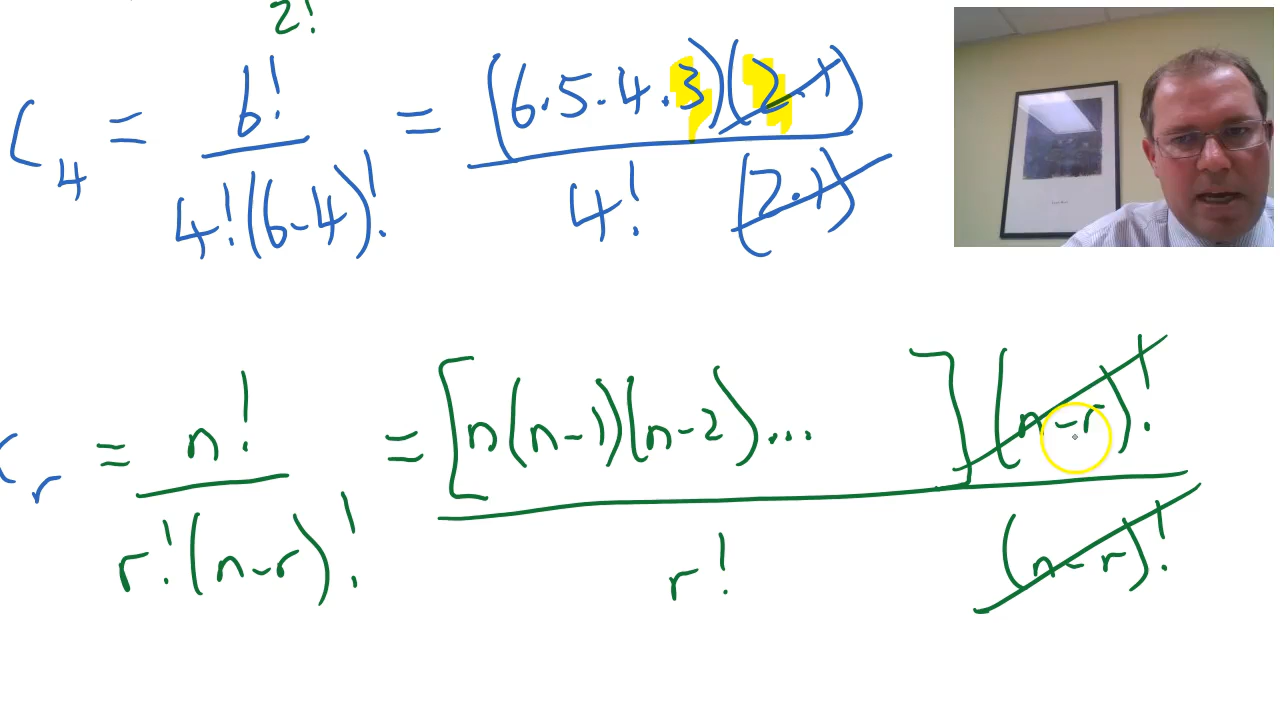 2!
C₄ = 6! / 4!(6-4)! = (6·5·4·3)(2·1) / 4! (2·1)
Cᵣ = n! / r!(n-r)! = [n(n-1)(n-2)... ](n-r)! / r! (n-r)!